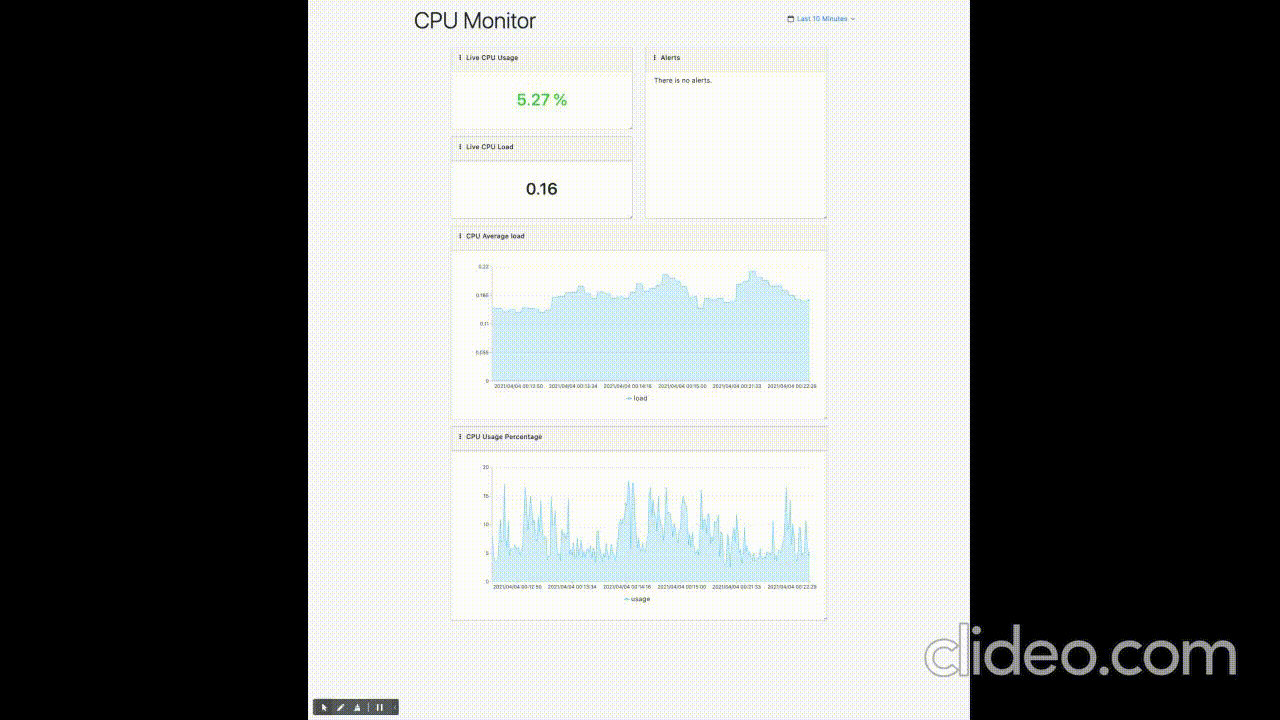 CPU Monitor
Last 10 Minutes
Live CPU Usage
5.27 %
Alerts
There is no alerts.
Live CPU Load
0.16
CPU Average load
0.22
0.165
0.11
0.055
0
2021/04/04 00:12:50 2021/04/04 00:13:34 2021/04/04 00:14:16 2021/04/04 00:15:00 2021/04/04 00:21:33 2021/04/04 00:22:29
load
CPU Usage Percentage
20
15
10
5
0
2021/04/04 00:12:50 2021/04/04 00:13:34 2021/04/04 00:14:16 2021/04/04 00:15:00 2021/04/04 00:21:33 2021/04/04 00:22:29
usage
clideo.com